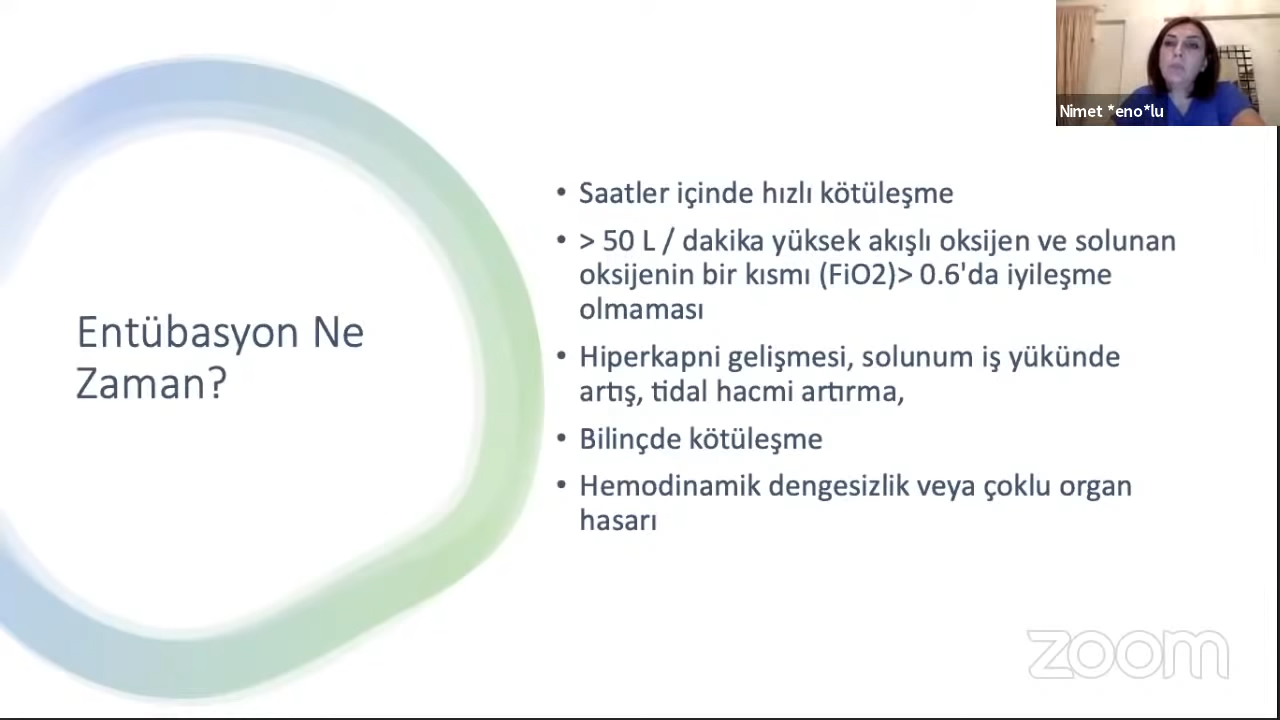 Nimet *eno*lu
Entübasyon Ne
Zaman?
• Saatler içinde hızlı kötüleşme
• > 50 L / dakika yüksek akışlı oksijen ve solunan
oksijenin bir kısmı (FiO2)> 0.6'da iyileşme
olmaması
• Hiperkapni gelişmesi, solunum iş yükünde
artış, tidal hacmi artırma,
• Bilinçde kötüleşme
• Hemodinamik dengesizlik veya çoklu organ
hasarı
zoom